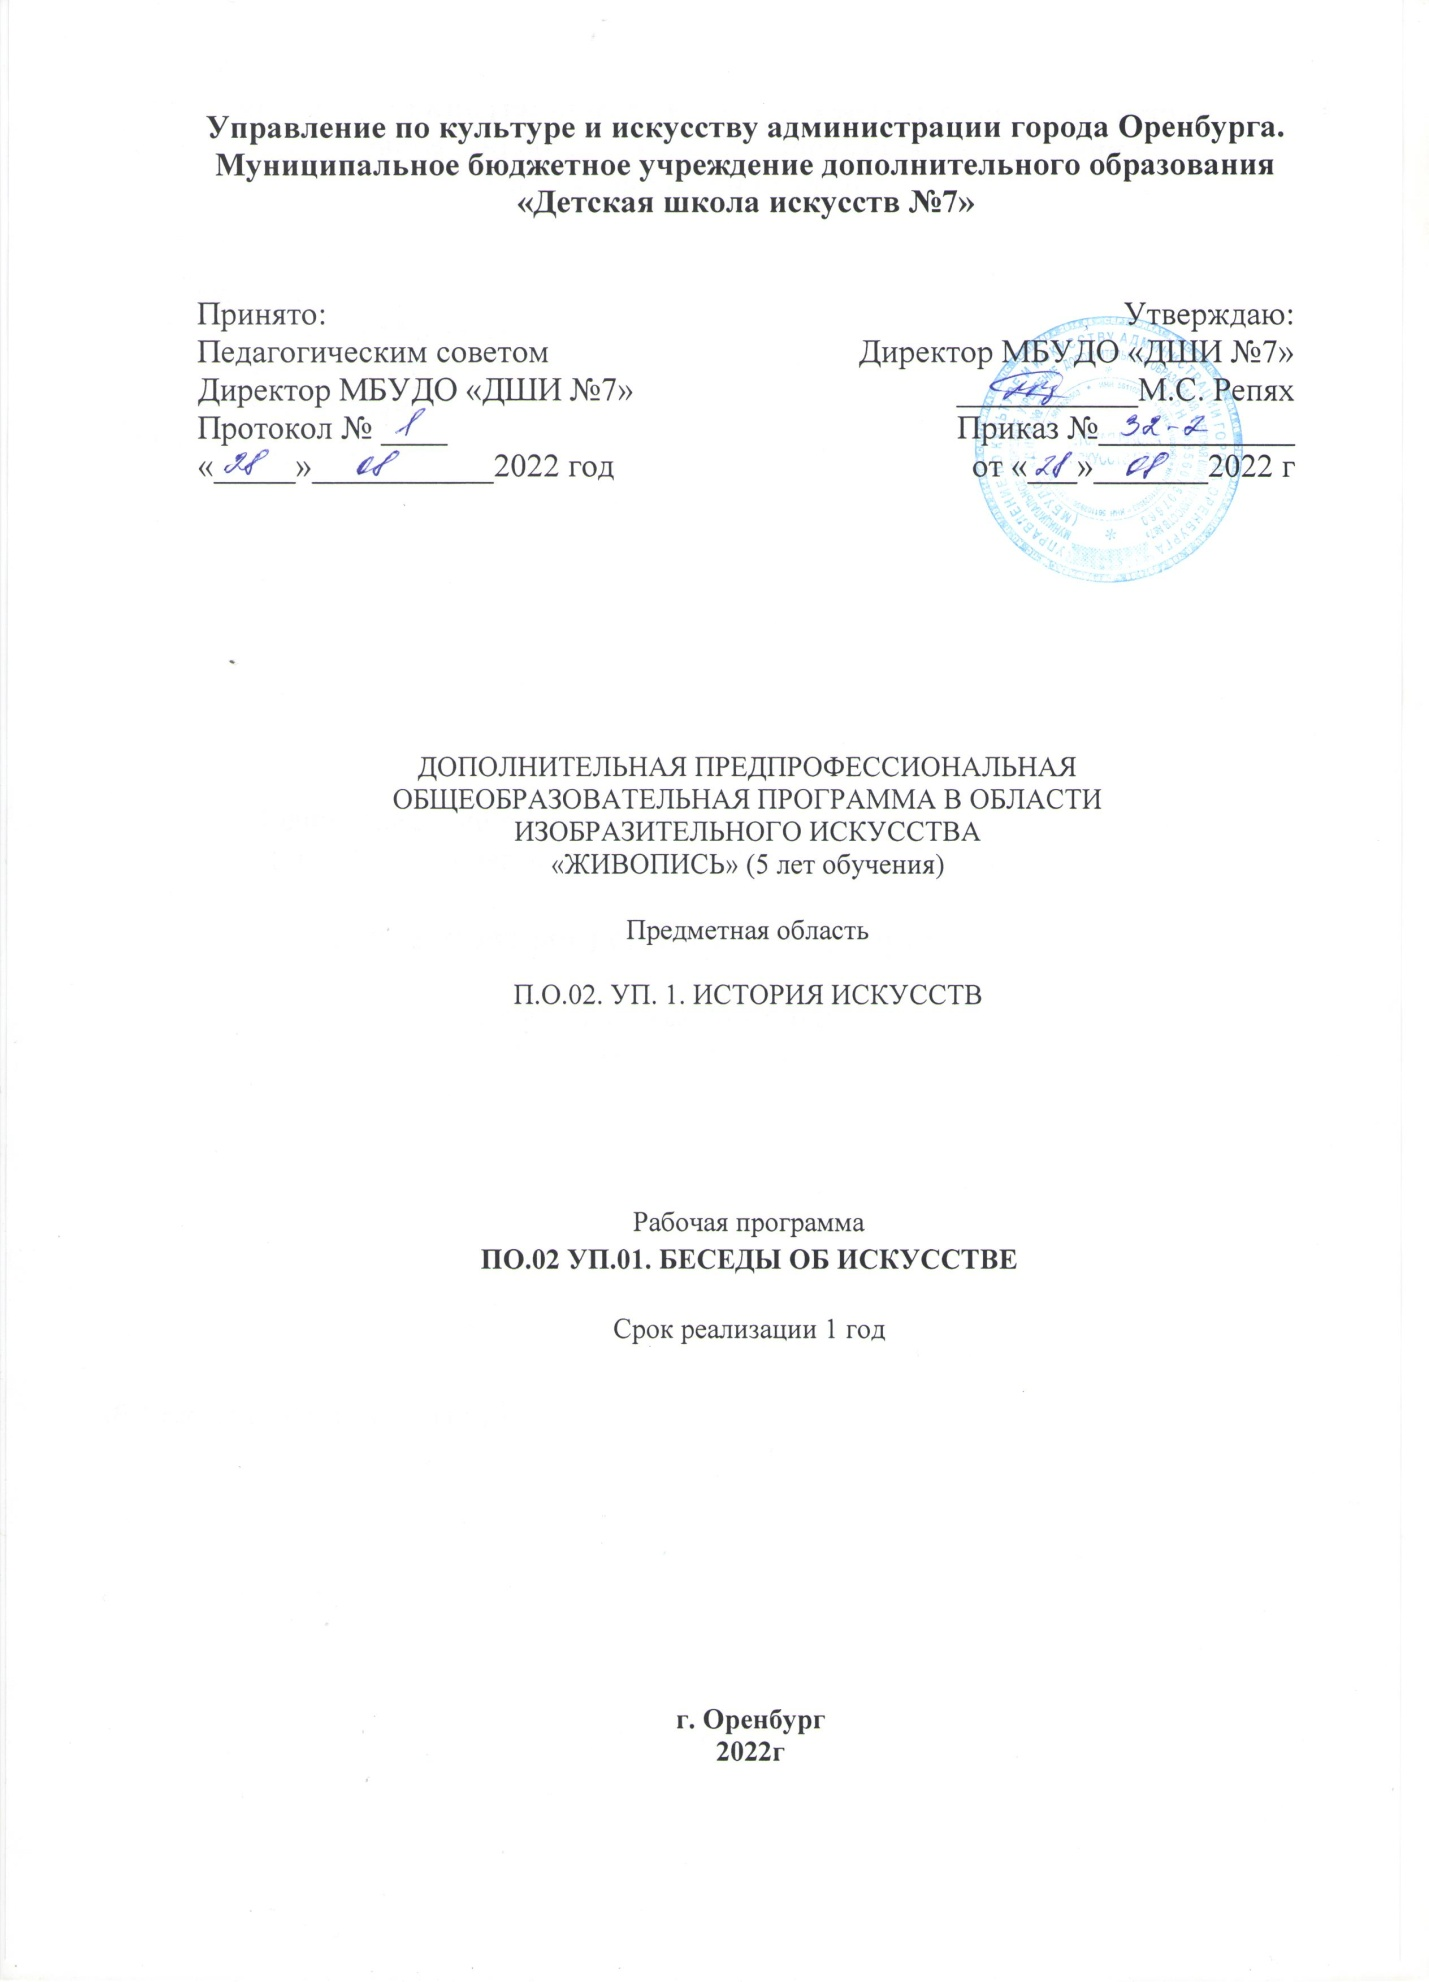 Управление по культуре и искусству администрации города Оренбурга.
Муниципальное бюджетное учреждение дополнительного образования
«Детская школа искусств №7»
Принято:
Педагогическим советом
Директор МБУДО «ДШИ №7»
Протокол № 1
«28» 08 2022 год
Утверждаю:
Директор МБУДО «ДШИ №7»
М.С. Репях
Приказ № 32-2
от «28» 08 2022 г
ДОПОЛНИТЕЛЬНАЯ ПРЕДПРОФЕССИОНАЛЬНАЯ
ОБЩЕОБРАЗОВАТЕЛЬНАЯ ПРОГРАММА В ОБЛАСТИ
ИЗОБРАЗИТЕЛЬНОГО ИСКУССТВА
«ЖИВОПИСЬ» (5 лет обучения)
Предметная область
П.О.02. УП. 1. ИСТОРИЯ ИСКУССТВ
Рабочая программа
ПО.02 УП.01. БЕСЕДЫ ОБ ИСКУССТВЕ
Срок реализации 1 год
г. Оренбург
2022г